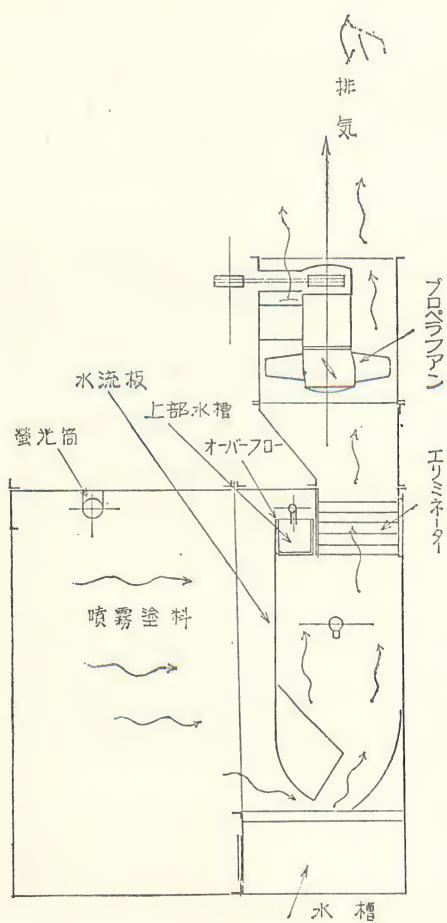 排気
プロペラファン
水流板
上部水槽
オーバーフロー
螢光筒
エリミネーター
噴霧塗料
水槽